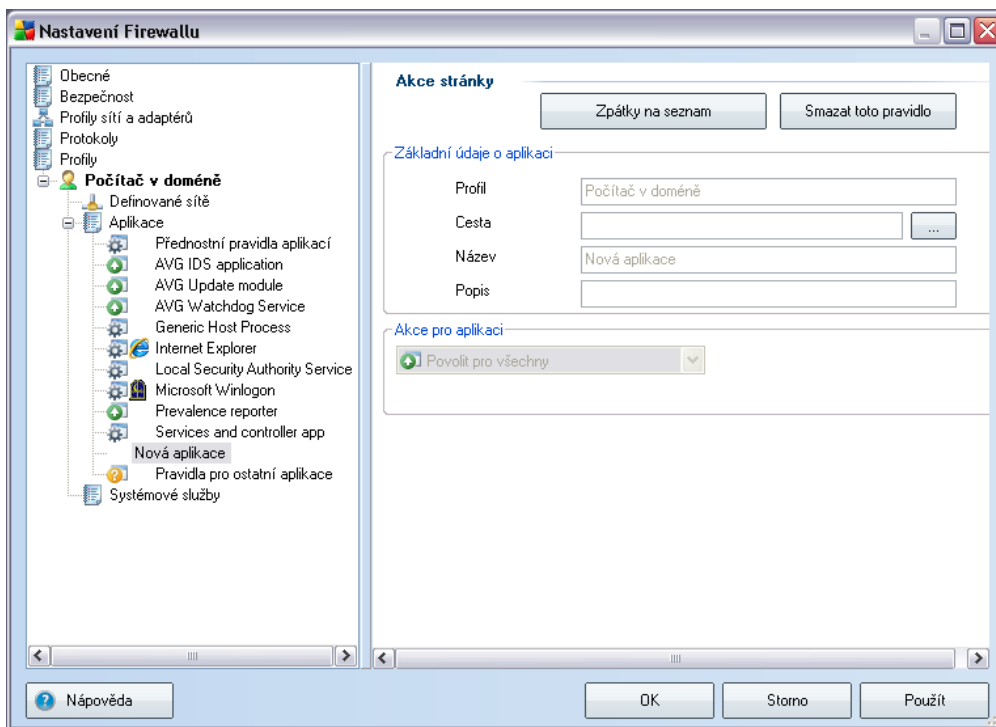 Nastavení Firewallu
Obecné
Bezpečnost
Profily sítí a adaptérů
Protokoly
Profily
Počítač v doméně
Definované sítě
Aplikace
Přednostní pravidla aplikací
AVG IDS application
AVG Update module
AVG Watchdog Service
Generic Host Process
Internet Explorer
Local Security Authority Service
Microsoft Winlogon
Prevalence reporter
Services and controller app
Nová aplikace
Pravidla pro ostatní aplikace
Systémové služby
Akce stránky
Zpátky na seznam
Smazat toto pravidlo
Základní údaje o aplikaci
Profil
Počítač v doméně
Cesta
...
Název
Nová aplikace
Popis
Akce pro aplikaci
Povolit pro všechny
Nápověda
OK
Storno
Použít